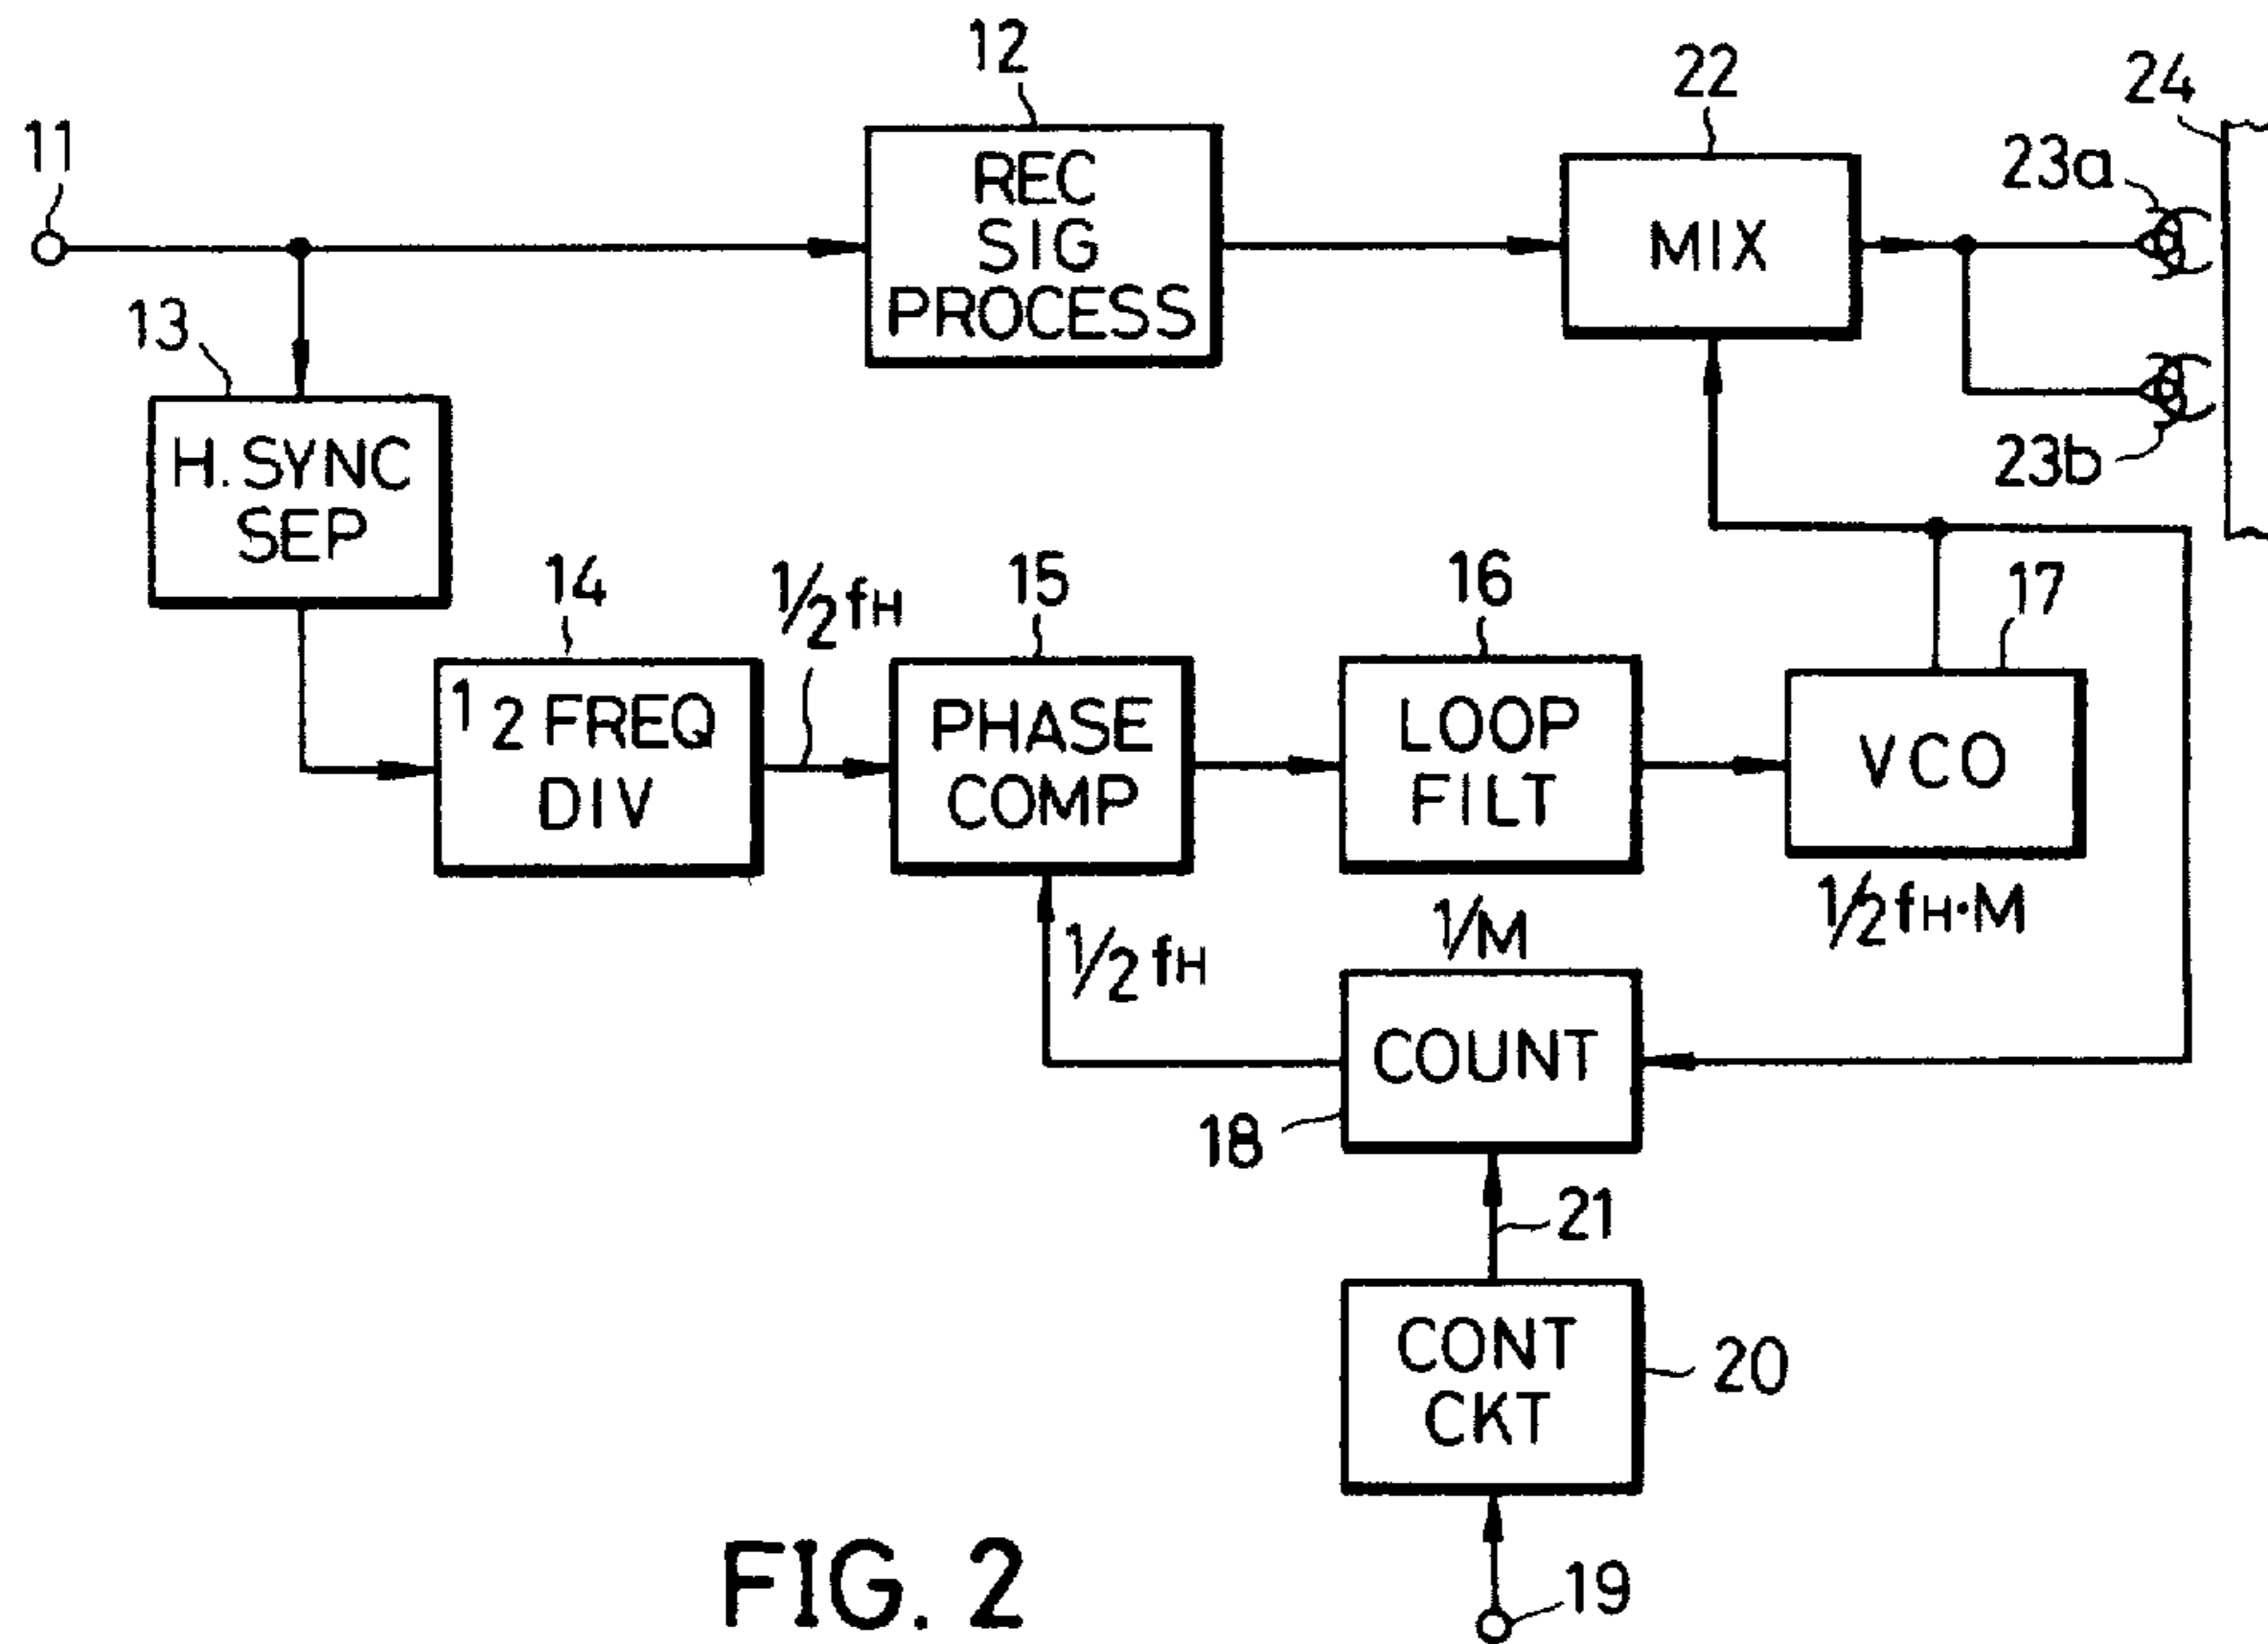 11
12
22
24
23a
REC
SIG
PROCESS
MIX
13
23b
H. SYNC
SEP
14
1/2 fH
15
16
17
1 2 FREQ
DIV
PHASE
COMP
LOOP
FILT
VCO
1/2 fH
1/M
1/2 fH·M
COUNT
18
21
CONT
CKT
20
19
FIG. 2